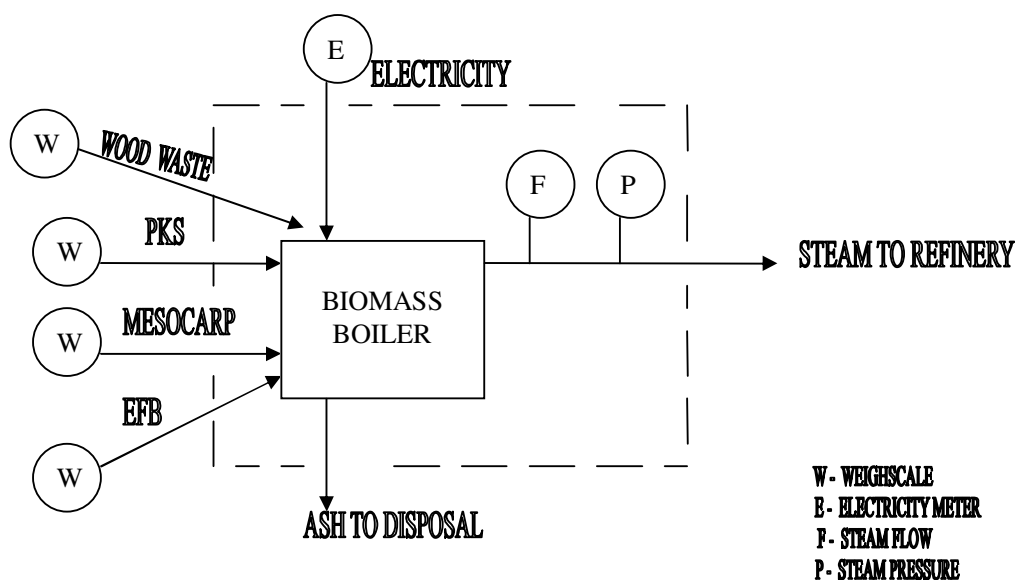 E
ELECTRICITY
W
WOOD WASTE
F
P
W
PKS
STEAM TO REFINERY
BIOMASS
BOILER
W
MESOCARP
EFB
W
ASH TO DISPOSAL
W - WEIGHSCALE
E - ELECTRICITY METER
F - STEAM FLOW
P - STEAM PRESSURE